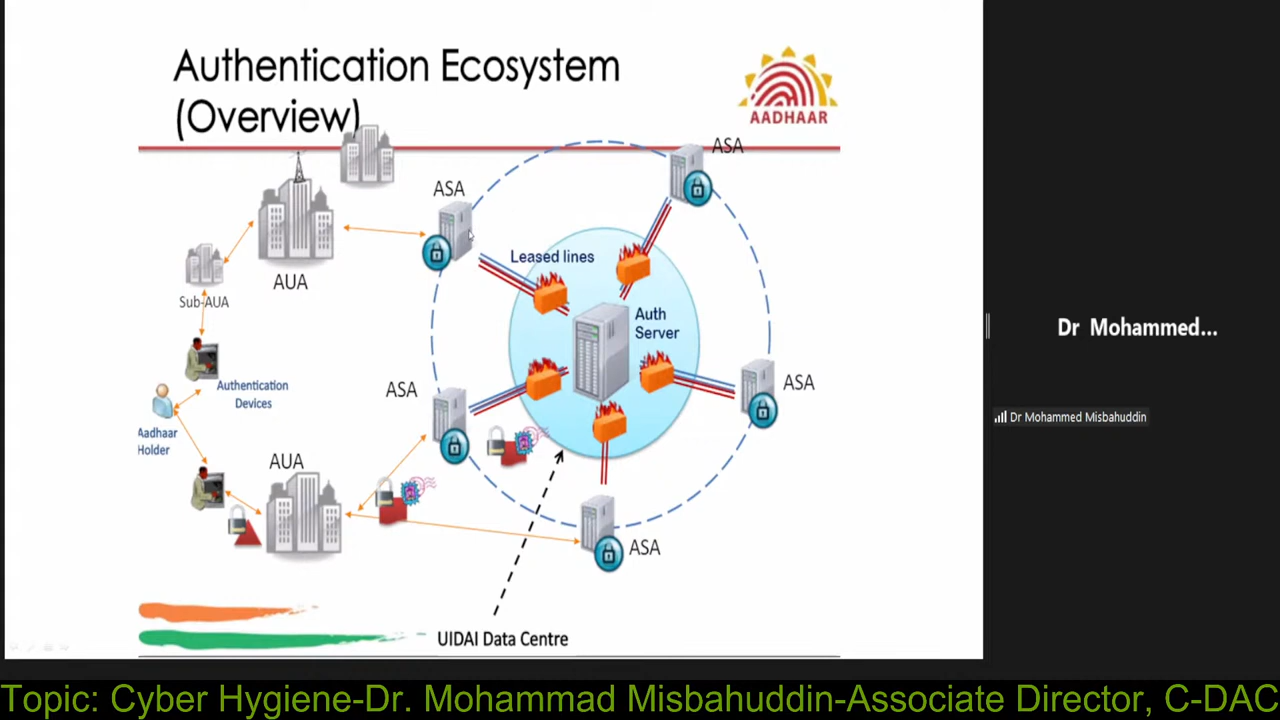 Authentication Ecosystem
(Overview)
AADHAAR
ASA
ASA
Leased lines
AUA
Sub-AUA
Auth
Server
Authentication
Devices
ASA
ASA
Aadhaar
Holder
AUA
ASA
UIDAI Data Centre
Dr Mohammed...
Dr Mohammed Misbahuddin
Topic: Cyber Hygiene-Dr. Mohammad Misbahuddin-Associate Director, C-DAC